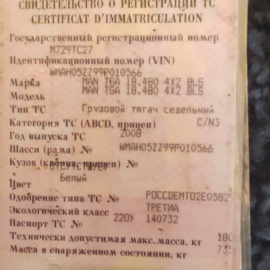 СВИДЕТЕЛЬСТВО О РЕГИСТРАЦИИ ТС
CERTIFICAT D'IMMATRICULATION
Государственный регистрационный номер
М729ТС27
Идентификационный номер (VIN)
WMAH05ZZ99P010566
Марка MAN TGA 18.480 4X2 BLS
Модель MAN TGA 18.480 4X2 BLS
Тип ТС Грузовой тягач седельный
Категория ТС (ABCD, прицеп) C/N3
Год выпуска ТС 2008
Шасси (рама) № WMAH05ZZ99P010566
Кузов (кабина, прицеп) №
ОТСУТСТВУЕТ
Цвет Белый
Одобрение типа ТС №
Экологический класс ТРЕТИЙ
Паспорт ТС № 22ОУ 140732
Технически допустимая макс. масса, кг
Масса в снаряженном состоянии, кг